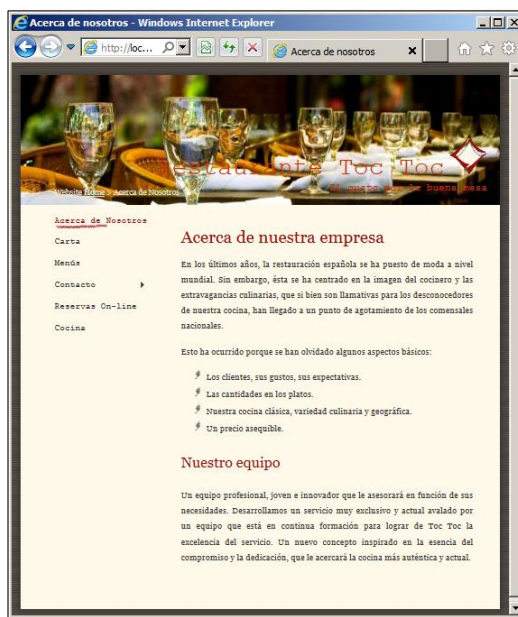 Acerca de nosotros - Windows Internet Explorer
http://loc...
Acerca de nosotros
Restaurante Toc Toc
buena mesa
Website Home > Acerca de Nosotros
Acerca de Nosotros
Carta
Menús
Contacto
Reservas On-line
Cocina
Acerca de nuestra empresa
En los últimos años, la restauración española se ha puesto de moda a nivel
mundial. Sin embargo, ésta se ha centrado en la imagen del cocinero y las
extravagancias culinarias, que si bien son llamativas para los desconocedores
de nuestra cocina, han llegado a un punto de agotamiento de los comensales
nacionales.
Esto ha ocurrido porque se han olvidado algunos aspectos básicos:
Los clientes, sus gustos, sus expectativas.
Las cantidades en los platos.
Nuestra cocina clásica, variedad culinaria y geográfica.
Un precio asequible.
Nuestro equipo
Un equipo profesional, joven e innovador que le asesorará en función de sus
necesidades. Desarrollamos un servicio muy exclusivo y actual avalado por
un equipo que está en continua formación para lograr de Toc Toc la
excelencia del servicio. Un nuevo concepto inspirado en la esencia del
compromiso y la dedicación, que le acercará la cocina más auténtica y actual.